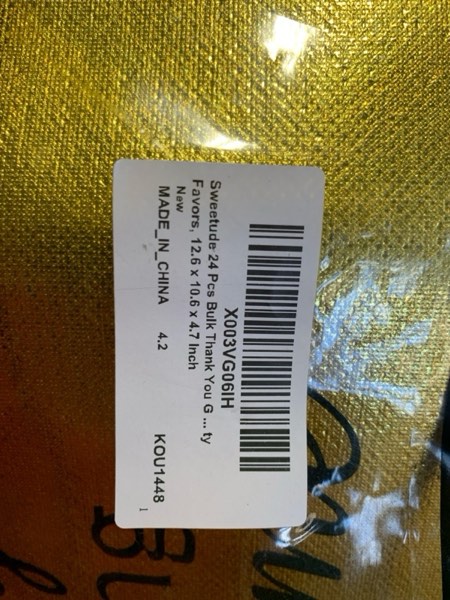 X003VG06IH
Sweetude 24 Pcs Bulk Thank You G ... ty
Favors, 12.6 x 10.6 x 4.7 Inch
New
MADE_IN_CHINA 4.2 KOU1448
1